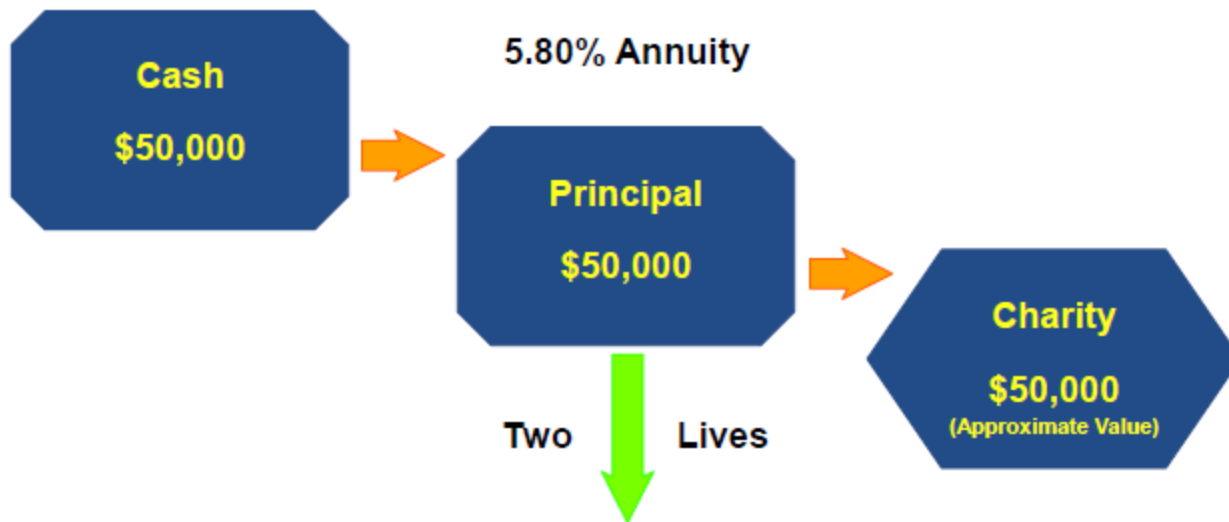 Cash
$50,000
5.80% Annuity
Principal
$50,000
Charity
$50,000
(Approximate Value)
Two Lives